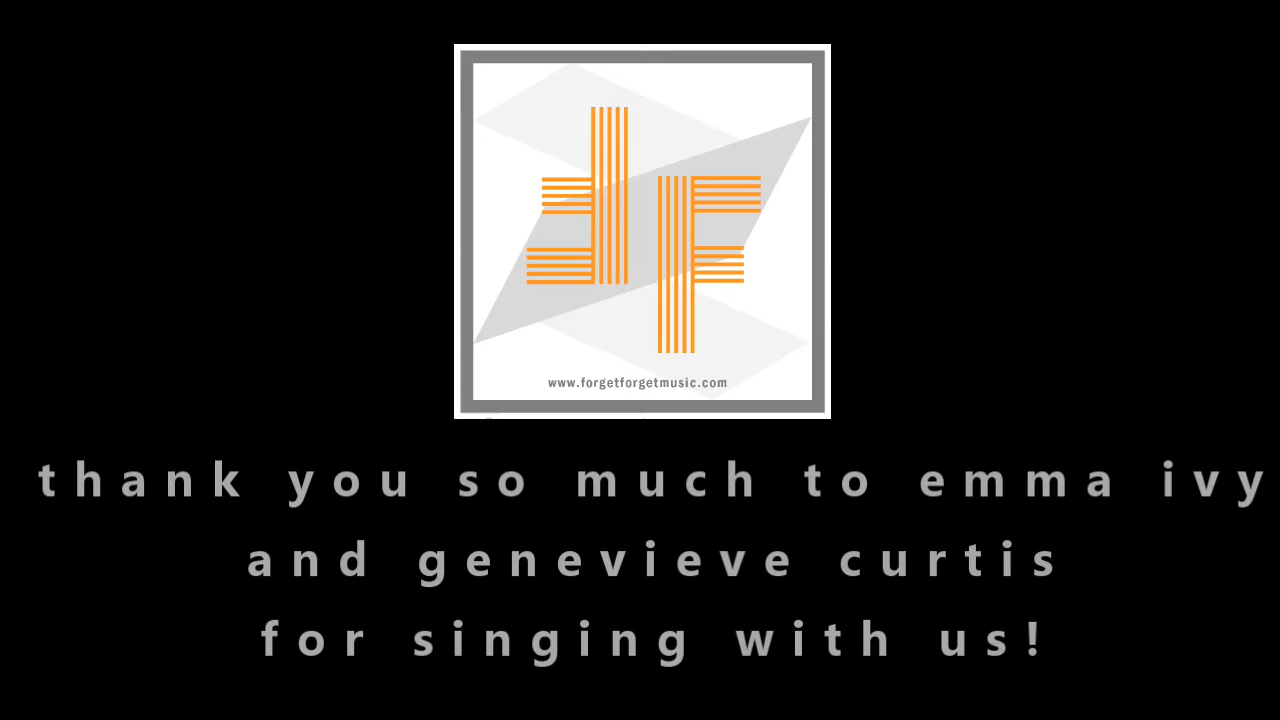 www.forgetforgetmusic.com
thank you so much to emma ivy
and genevieve curtis
for singing with us!